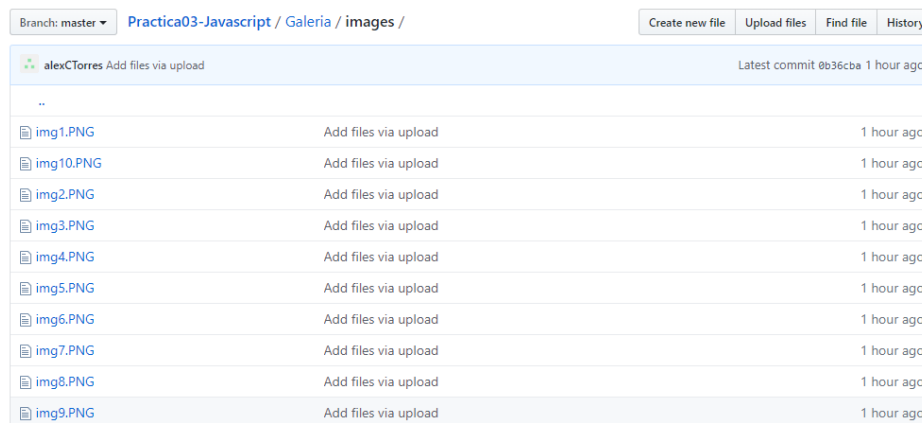 Branch: master Practica03-Javascript / Galeria / images / Create new file Upload files Find file History
alexCTorres Add files via upload Latest commit 0b36cba 1 hour ago
..
img1.PNG Add files via upload 1 hour ago
img10.PNG Add files via upload 1 hour ago
img2.PNG Add files via upload 1 hour ago
img3.PNG Add files via upload 1 hour ago
img4.PNG Add files via upload 1 hour ago
img5.PNG Add files via upload 1 hour ago
img6.PNG Add files via upload 1 hour ago
img7.PNG Add files via upload 1 hour ago
img8.PNG Add files via upload 1 hour ago
img9.PNG Add files via upload 1 hour ago